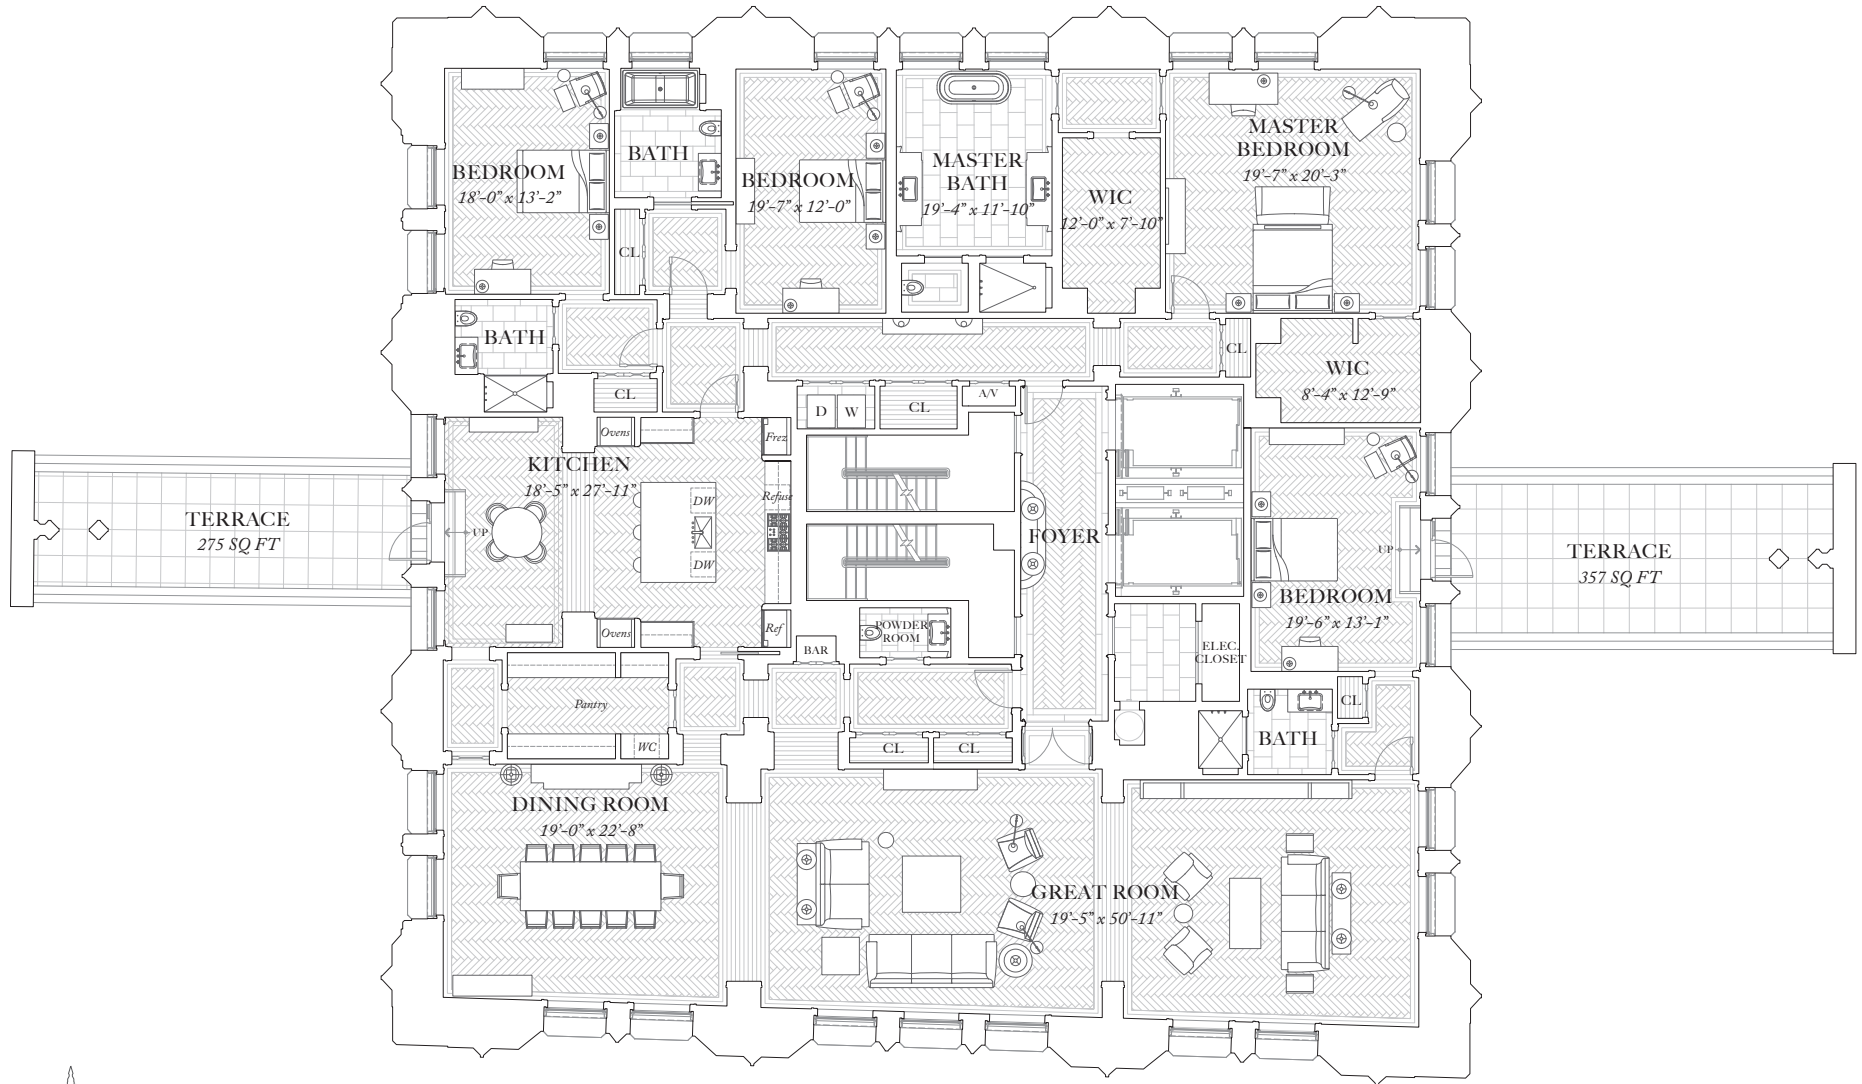 BEDROOM
18'-0" x 13'-2"
BATH
CL
BEDROOM
19'-7" x 12'-0"
MASTER
BATH
19'-4" x 11'-10"
WIC
12'-0" x 7'-10"
MASTER
BEDROOM
19'-7" x 20'-3"
BATH
CL
D
W
CL
A/V
CL
WIC
8'-4" x 12'-9"
TERRACE
275 SQ FT
UP
KITCHEN
18'-5" x 27'-11"
Ovens
Frez
DW
Refuse
DW
Ovens
Ref
BAR
POWDER
ROOM
FOYER
ELEC.
CLOSET
UP
BEDROOM
19'-6" x 13'-1"
TERRACE
357 SQ FT
Pantry
WC
CL
CL
BATH
CL
DINING ROOM
19'-0" x 22'-8"
GREAT ROOM
19'-5" x 50'-11"